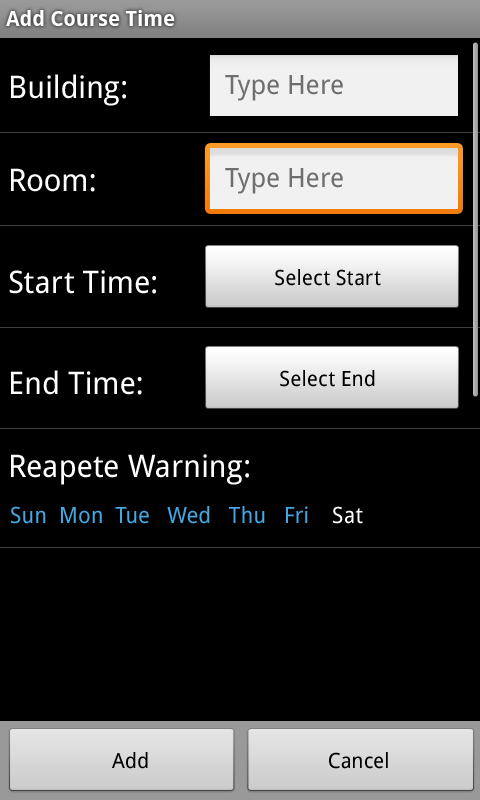 Add Course Time
Building: Type Here
Room: Type Here
Start Time: Select Start
End Time: Select End
Reapete Warning:
Sun Mon Tue Wed Thu Fri Sat
Add Cancel